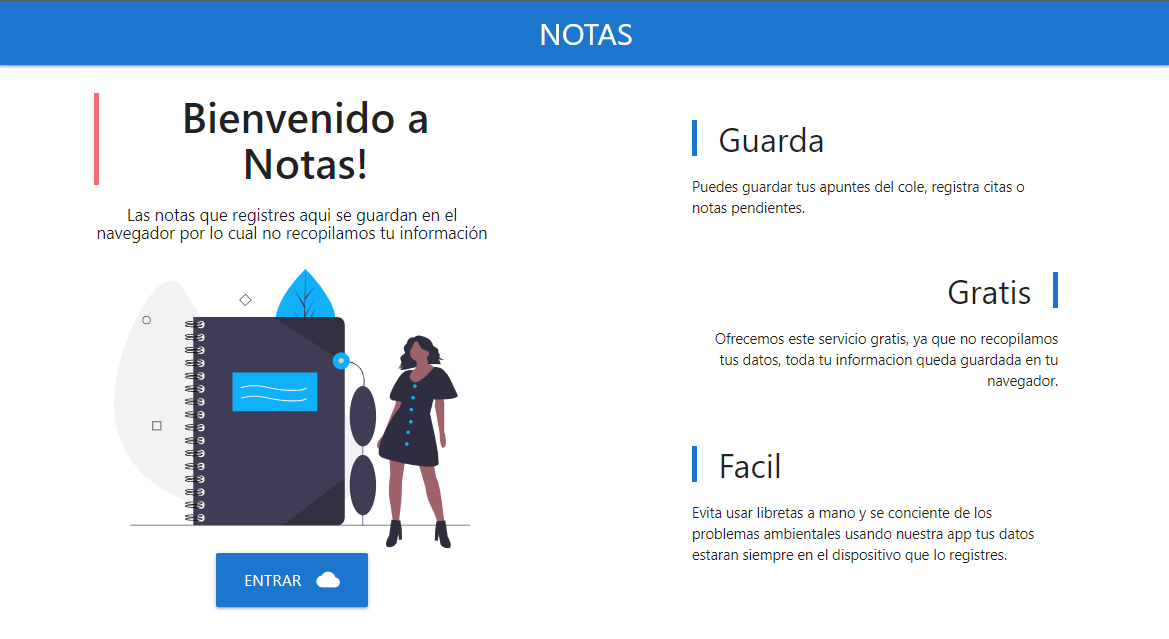 NOTAS
Bienvenido a
Notas!
Las notas que registres aqui se guardan en el
navegador por lo cual no recopilamos tu información
ENTRAR
Guarda
Puedes guardar tus apuntes del cole, registra citas o
notas pendientes.
Gratis
Ofrecemos este servicio gratis, ya que no recopilamos
tus datos, toda tu informacion queda guardada en tu
navegador.
Facil
Evita usar libretas a mano y se conciente de los
problemas ambientales usando nuestra app tus datos
estaran siempre en el dispositivo que lo registres.